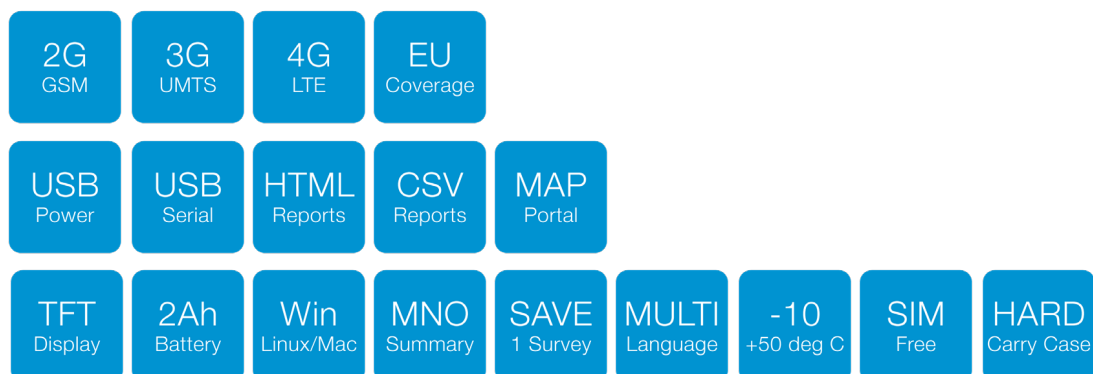 2G
GSM
3G
UMTS
4G
LTE
EU
Coverage
USB
Power
USB
Serial
HTML
Reports
CSV
Reports
MAP
Portal
TFT
Display
2Ah
Battery
Win
Linux/Mac
MNO
Summary
SAVE
1 Survey
MULTI
Language
-10
+50 deg C
SIM
Free
HARD
Carry Case